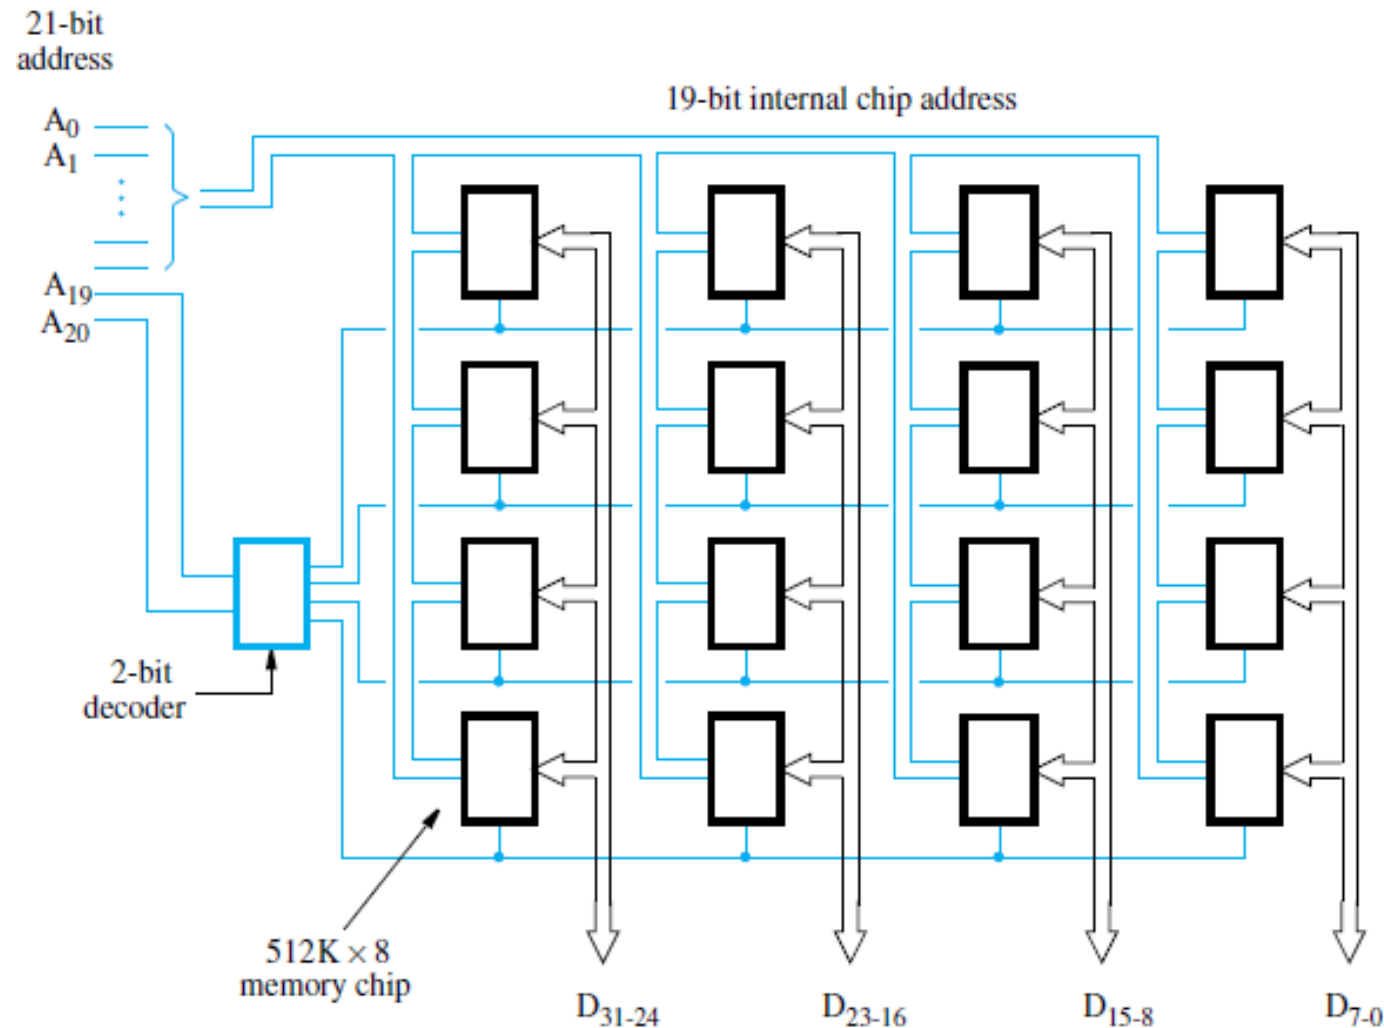 21-bit
address
19-bit internal chip address
A0
A1
A19
A20
2-bit
decoder
512K × 8
memory chip
D31-24
D23-16
D15-8
D7-0